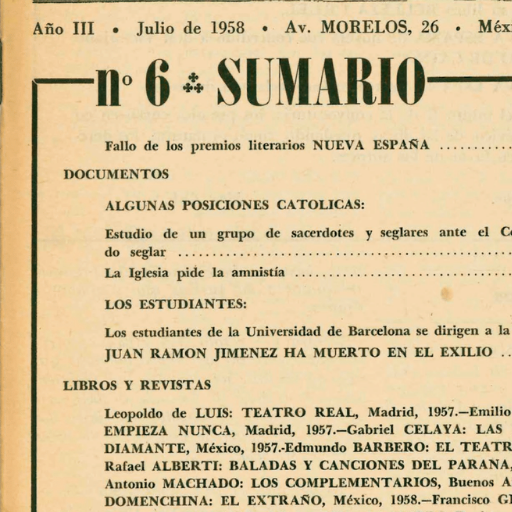 Año III • Julio de 1958 • Av. MORELOS, 26 • Méxi
nº 6 SUMARIO
Fallo de los premios literarios NUEVA ESPAÑA ..........
DOCUMENTOS
ALGUNAS POSICIONES CATOLICAS:
Estudio de un grupo de sacerdotes y seglares ante el Co
do seglar ..........
La Iglesia pide la amnistía ..........
LOS ESTUDIANTES:
Los estudiantes de la Universidad de Barcelona se dirigen a la
JUAN RAMON JIMENEZ HA MUERTO EN EL EXILIO ..
LIBROS Y REVISTAS
Leopoldo de LUIS: TEATRO REAL, Madrid, 1957.—Emilio
EMPIEZA NUNCA, Madrid, 1957.—Gabriel CELAYA: LAS
DIAMANTE, México, 1957.-Edmundo BARBERO: EL TEATR
Rafael ALBERTI: BALADAS Y CANCIONES DEL PARANA,
Antonio MACHADO: LOS COMPLEMENTARIOS, Buenos A
DOMENCHINA: EL EXTRAÑO, México, 1958.—Francisco GI